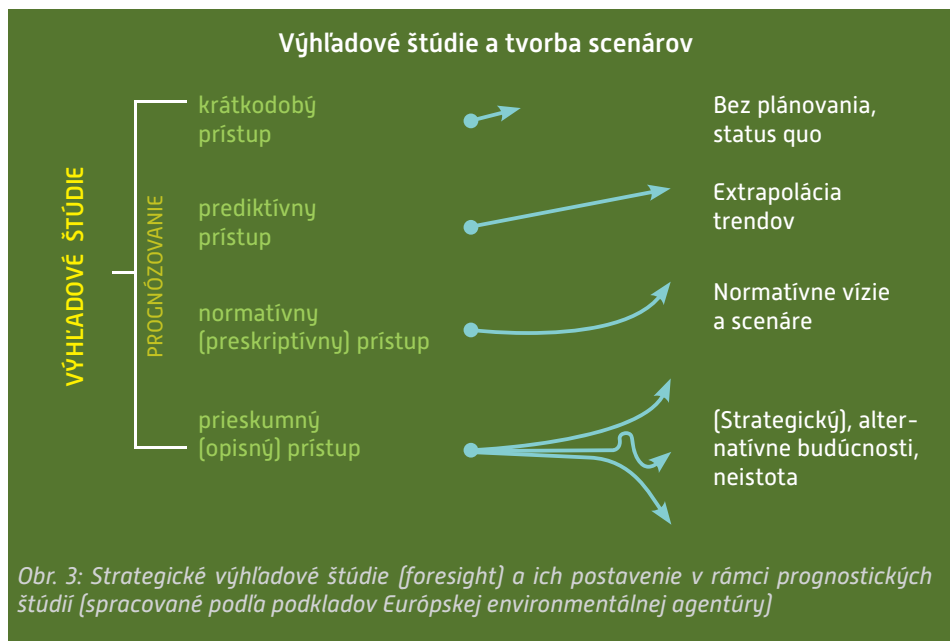 Výhľadové štúdie a tvorba scenárov
VÝHĽADOVÉ ŠTÚDIE
PROGNÓZOVANIE
krátkodobý
prístup
Bez plánovania,
status quo
prediktívny
prístup
Extrapolácia
trendov
normatívny
(preskriptívny) prístup
Normatívne vízie
a scenáre
prieskumný
(opisný) prístup
(Strategický), alter-
natívne budúcnosti,
neistota
Obr. 3: Strategické výhľadové štúdie (foresight) a ich postavenie v rámci prognostických
štúdií (spracované podľa podkladov Európskej environmentálnej agentúry)